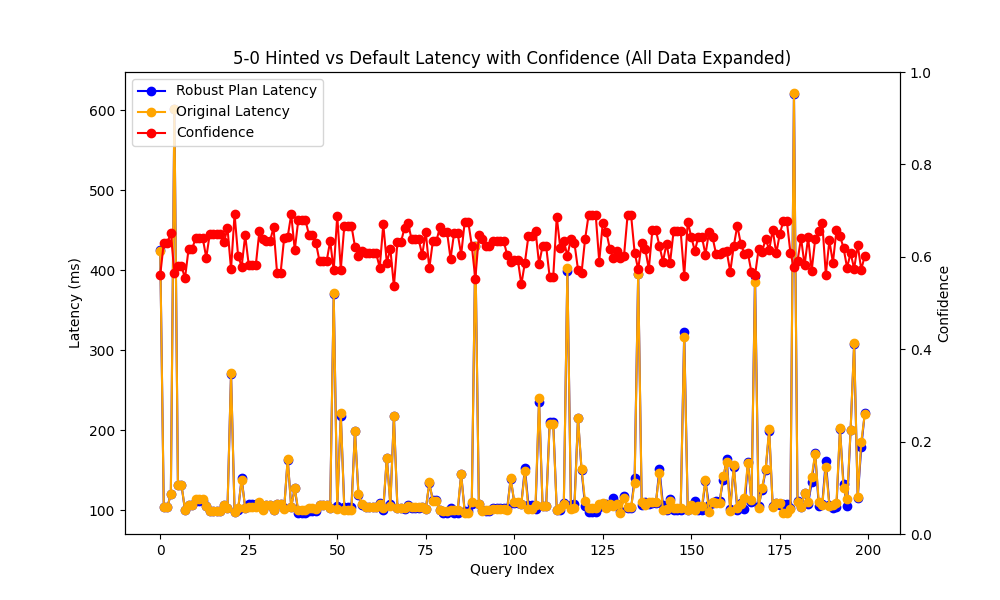 5-0 Hinted vs Default Latency with Confidence (All Data Expanded)
Robust Plan Latency
Original Latency
Confidence
Latency (ms)
600
500
400
300
200
100
1.0
0.8
0.6
0.4
0.2
0.0
Confidence
0 25 50 75 100 125 150 175 200
Query Index